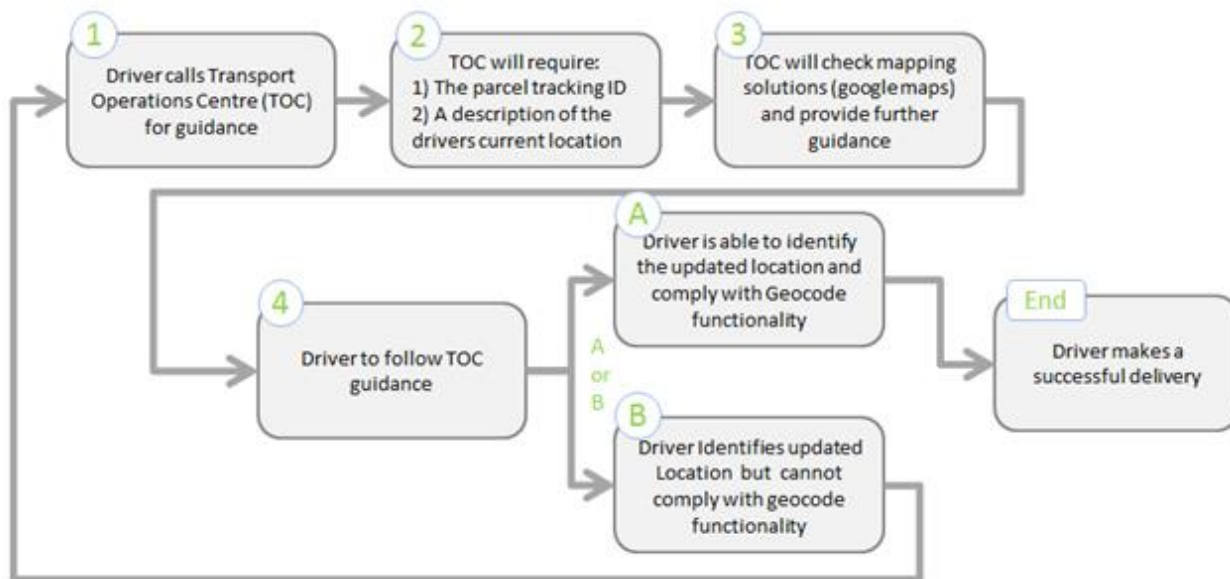 1
Driver calls Transport
Operations Centre (TOC)
for guidance
2
TOC will require:
1) The parcel tracking ID
2) A description of the
drivers current location
3
TOC will check mapping
solutions (google maps)
and provide further
guidance
4
Driver to follow TOC
guidance
A
or
B
A
Driver is able to identify
the updated location and
comply with Geocode
functionality
B
Driver Identifies updated
Location but cannot
comply with geocode
functionality
End
Driver makes a
successful delivery